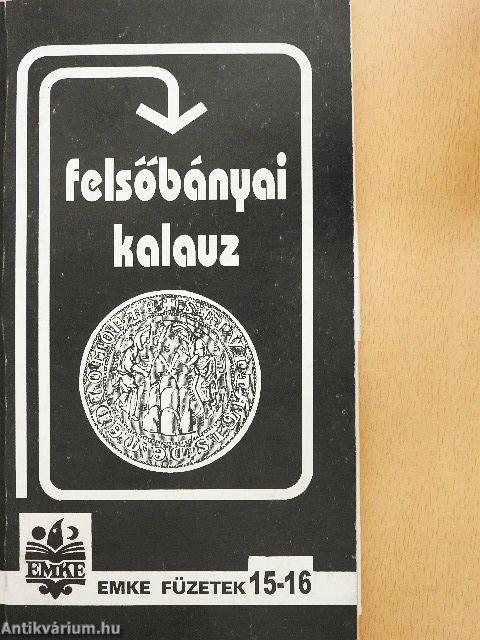 felsőbányai
kalauz
EMKE
EMKE FÜZETEK 15-16
Antikvárium.hu